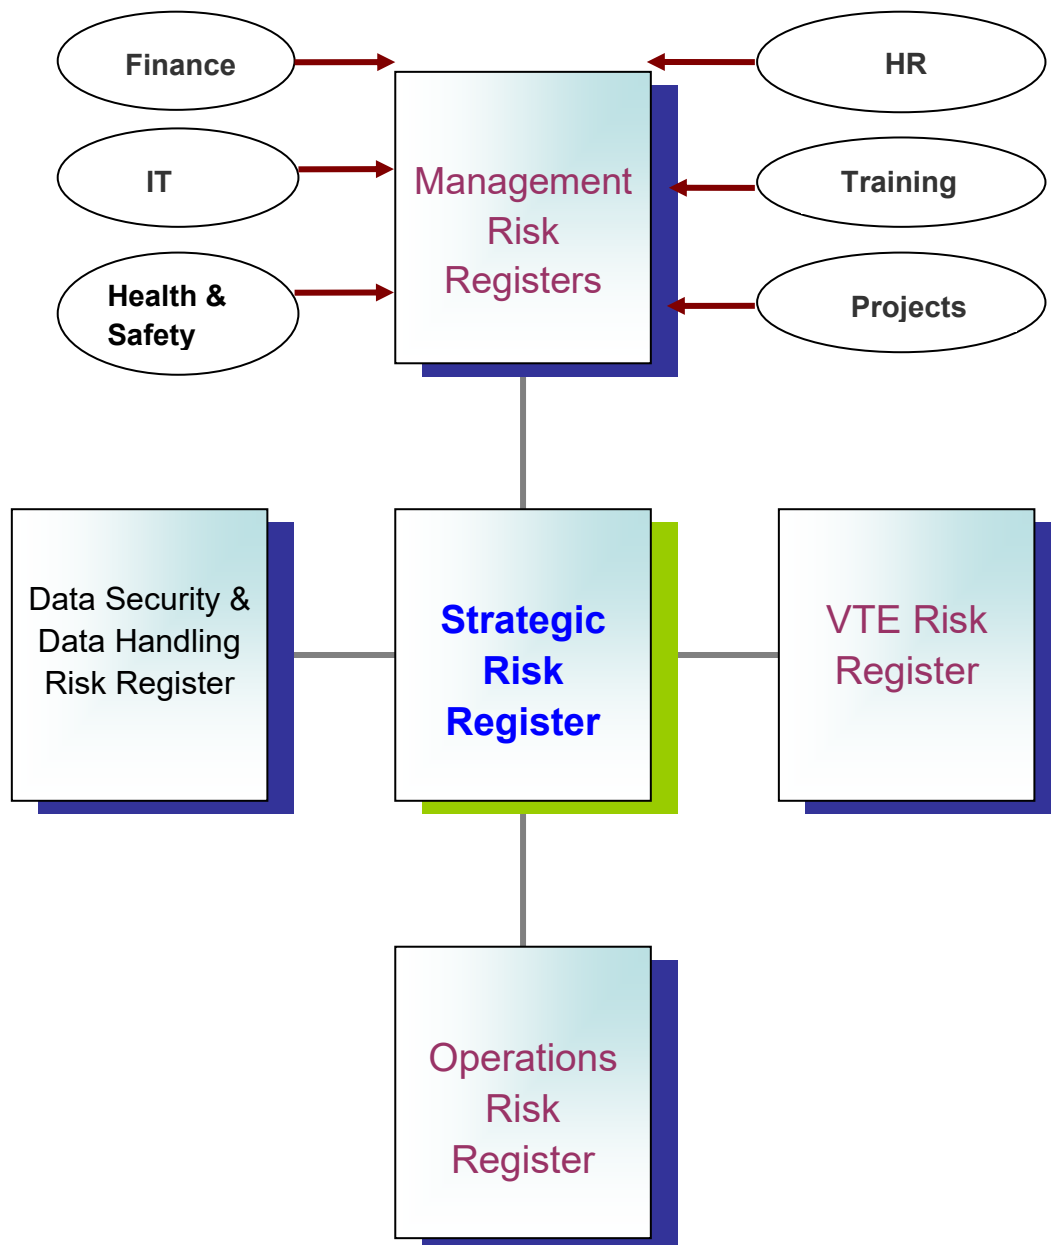 Finance
HR
IT
Training
Health &
Safety
Projects
Management
Risk
Registers
Data Security &
Data Handling
Risk Register
Strategic
Risk
Register
VTE Risk
Register
Operations
Risk
Register